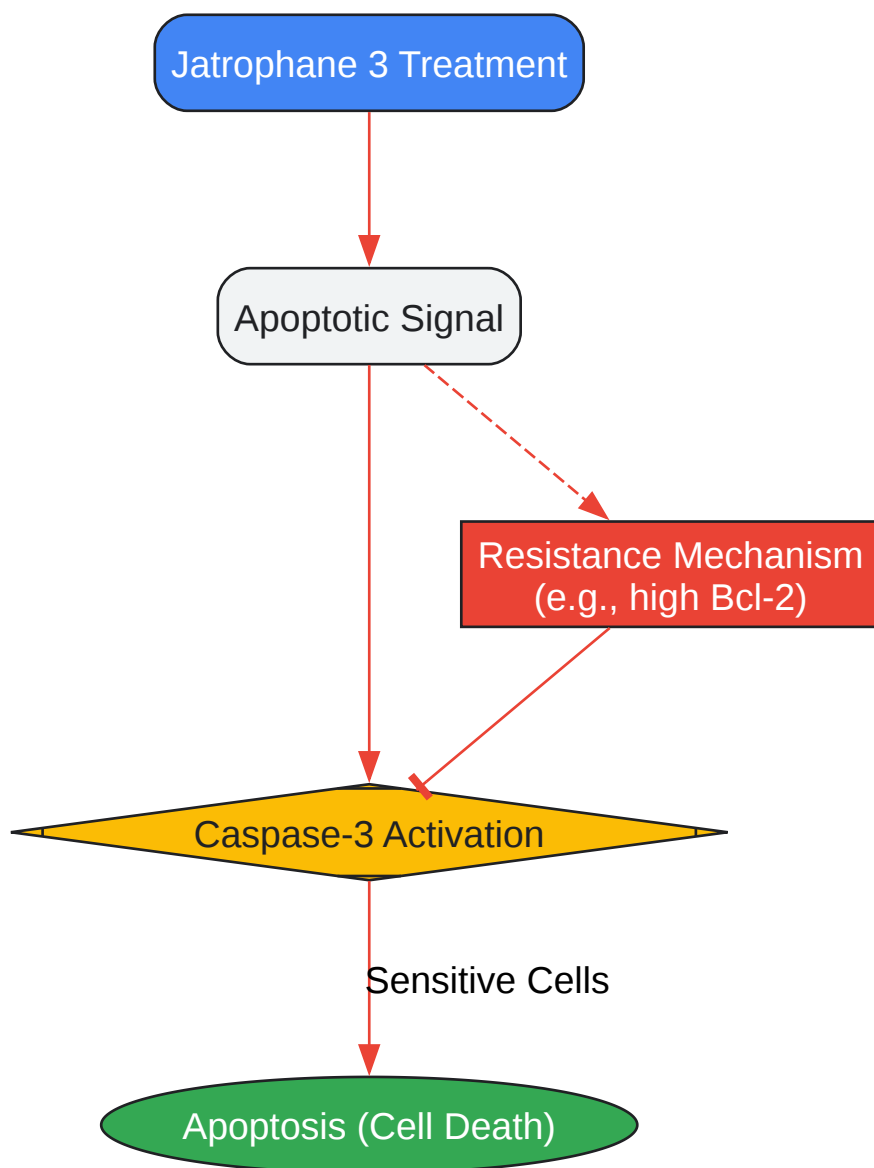 Jatrophane 3 Treatment
Apoptotic Signal
Resistance Mechanism
(e.g., high Bcl-2)
Caspase-3 Activation
Sensitive Cells
Apoptosis (Cell Death)